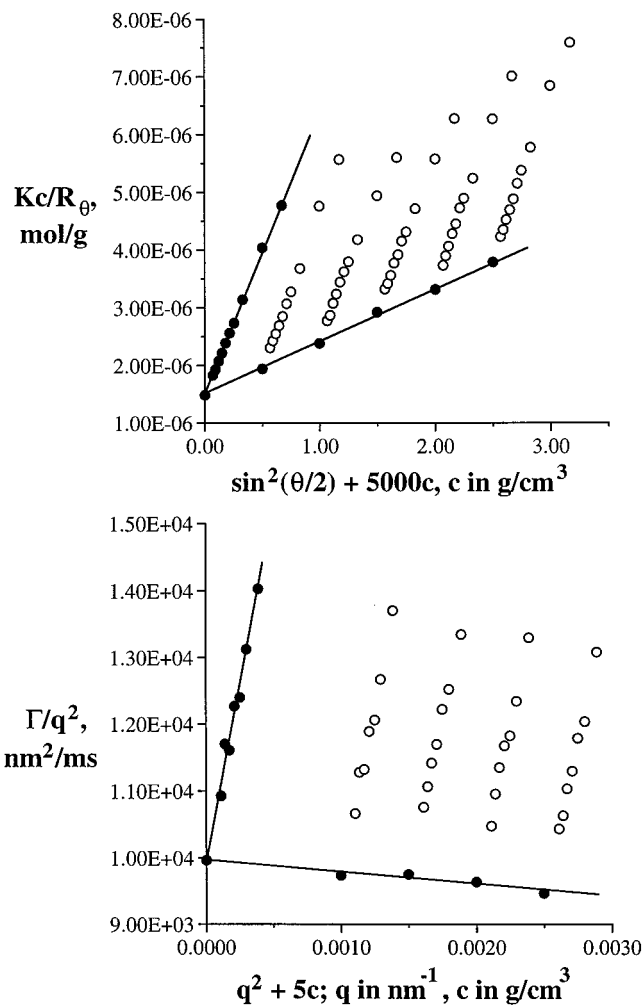 8.00E-06
7.00E-06
6.00E-06
Kc/Rθ,
mol/g
5.00E-06
4.00E-06
3.00E-06
2.00E-06
1.00E-06
0.00 1.00 2.00 3.00
sin²(θ/2) + 5000c, c in g/cm³
1.50E+04
1.40E+04
1.30E+04
Γ/q²,
nm²/ms
1.20E+04
1.10E+04
1.00E+04
9.00E+03
0.0000 0.0010 0.0020 0.0030
q² + 5c; q in nm⁻¹, c in g/cm³